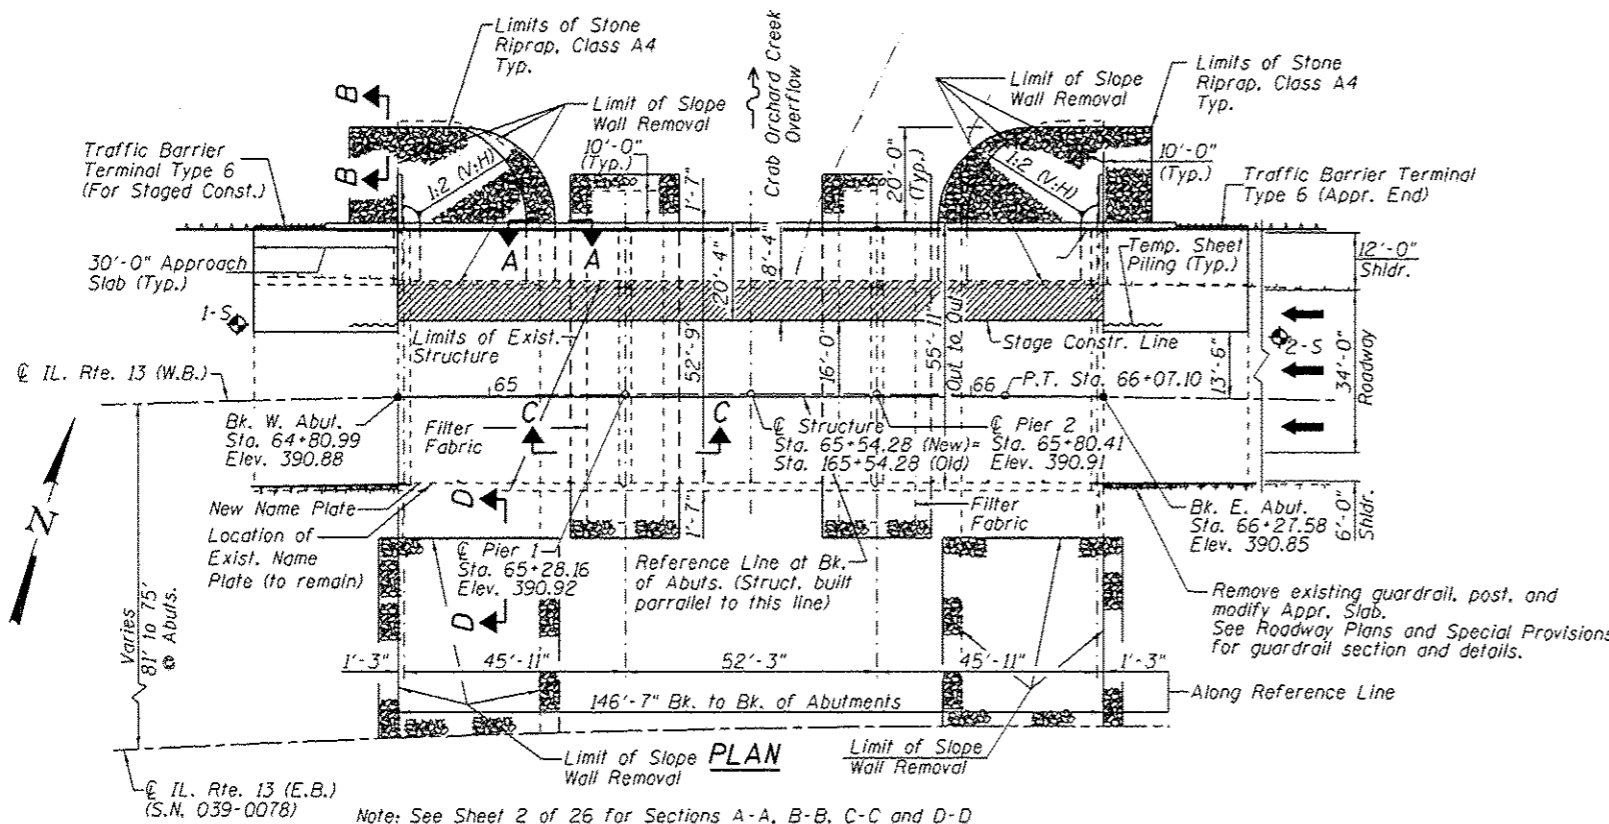 Limits of Stone
Riprap, Class A4
Typ.
Crab Orchard Creek
Overflow
Limit of Slope
Wall Removal
Limits of Stone
Riprap, Class A4
Typ.
B
Limit of Slope
Wall Removal
Traffic Barrier
Terminal Type 6
(For Staged Const.)
B
1:2 (V:H)
10'-0"
(Typ.)
1'-7"
20'-0"
(Typ.)
1:2 (V:H)
10'-0"
(Typ.)
Traffic Barrier Terminal
Type 6 (Appr. End)
A
A
30'-0" Approach
Slab (Typ.)
20'-4"
8'-4"
Temp. Sheet
Piling (Typ.)
12'-0"
Shldr.
1-S
Limits of Exist.
Structure
52'-9"
16'-0"
55'-11"
Out to Out
Stage Constr. Line
13'-6"
2-S
34'-0"
Roadway
℄ IL. Rte. 13 (W.B.)
65
66
P.T. Sta. 66+07.10
Bk. W. Abut.
Sta. 64+80.99
Elev. 390.88
Filter
Fabric
C
C
℄ Structure
Sta. 65+54.28 (New)=
Sta. 165+54.28 (Old)
℄ Pier 2
Sta. 65+80.41
Elev. 390.91
N
New Name Plate
Location of
Exist. Name
Plate (to remain)
D
1'-7"
Filter
Fabric
Bk. E. Abut.
Sta. 66+27.58
Elev. 390.85
6'-0"
Shldr.
℄ Pier 1
Sta. 65+28.16
Elev. 390.92
Reference Line at Bk.
of Abuts. (Struct. built
parrallel to this line)
D
Remove existing guardrail, post, and
modify Appr. Slab.
See Roadway Plans and Special Provisions
for guardrail section and details.
Varies
81' to 75'
@ Abuts.
1'-3"
45'-11"
52'-3"
45'-11"
1'-3"
146'-7" Bk. to Bk. of Abutments
Along Reference Line
Limit of Slope
Wall Removal
PLAN
Limit of Slope
Wall Removal
℄ IL. Rte. 13 (E.B.)
(S.N. 039-0078)
Note: See Sheet 2 of 26 for Sections A-A, B-B, C-C and D-D